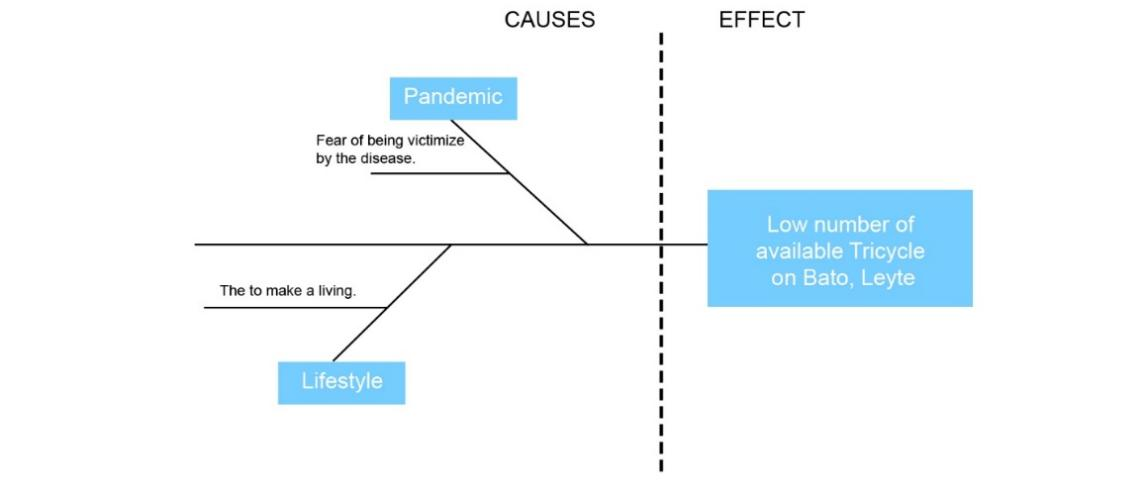 CAUSES
EFFECT
Pandemic
Fear of being victimize
by the disease.
Low number of
available Tricycle
on Bato, Leyte
The to make a living.
Lifestyle